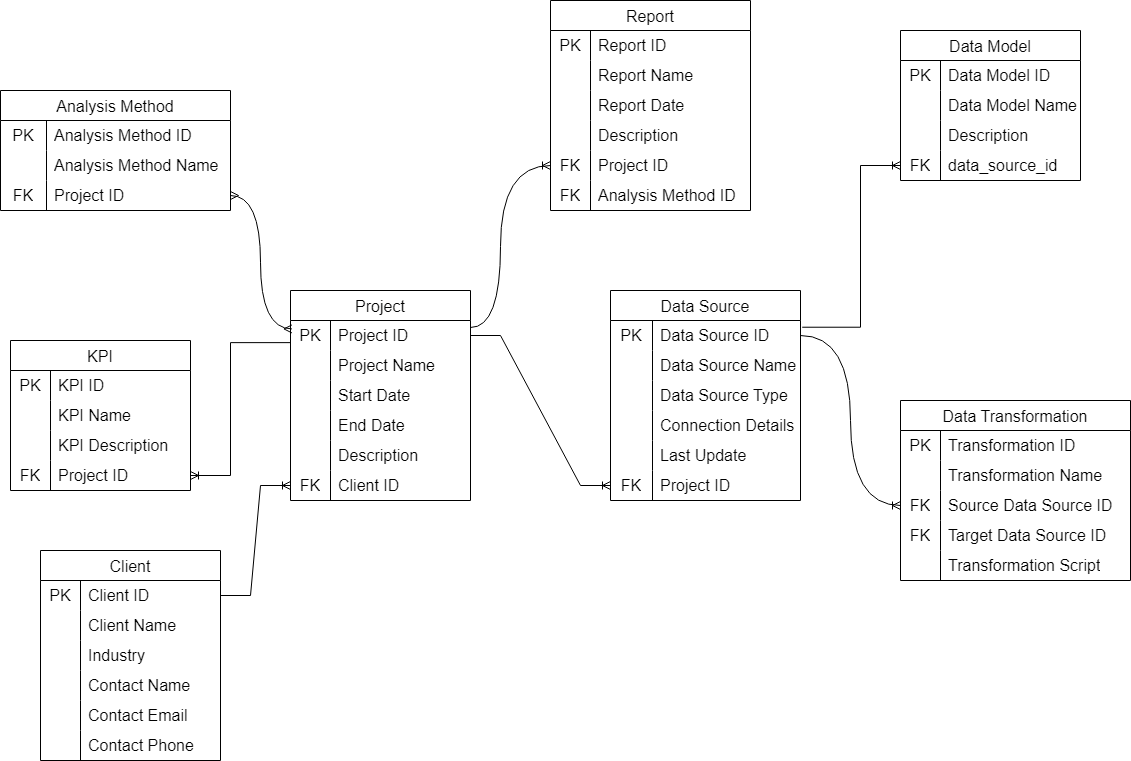 Report
PK Report ID
Report Name
Report Date
Description
FK Project ID
FK Analysis Method ID
Data Model
PK Data Model ID
Data Model Name
Description
FK data_source_id
Analysis Method
PK Analysis Method ID
Analysis Method Name
FK Project ID
Project
PK Project ID
Project Name
Start Date
End Date
Description
FK Client ID
Data Source
PK Data Source ID
Data Source Name
Data Source Type
Connection Details
Last Update
FK Project ID
KPI
PK KPI ID
KPI Name
KPI Description
FK Project ID
Data Transformation
PK Transformation ID
Transformation Name
FK Source Data Source ID
FK Target Data Source ID
Transformation Script
Client
PK Client ID
Client Name
Industry
Contact Name
Contact Email
Contact Phone